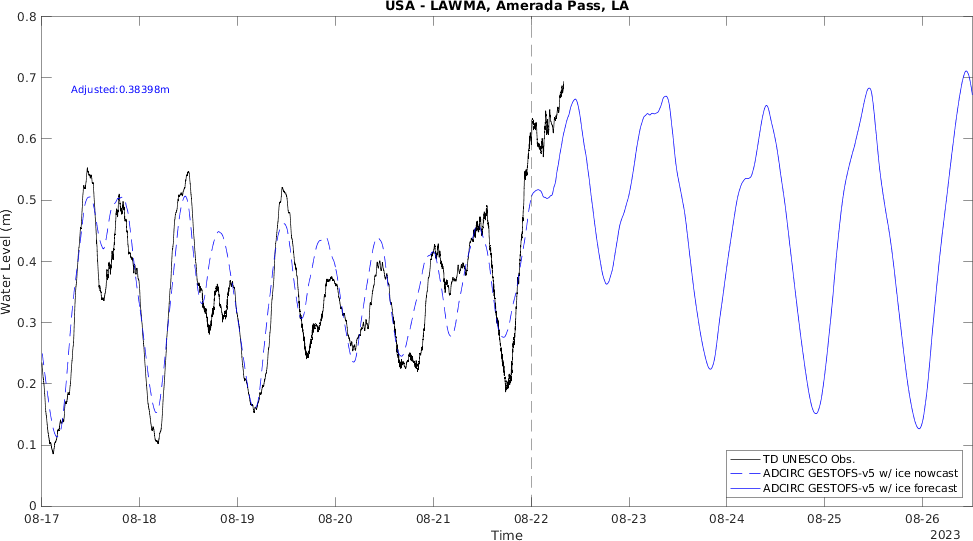 USA - LAWMA, Amerada Pass, LA
0.8
0.7
0.6
0.5
0.4
0.3
0.2
0.1
0
Water Level (m)
Adjusted:0.38398m
TD UNESCO Obs.
ADCIRC GESTOFS-v5 w/ ice nowcast
ADCIRC GESTOFS-v5 w/ ice forecast
08-17 08-18 08-19 08-20 08-21 08-22 08-23 08-24 08-25 08-26
Time
2023